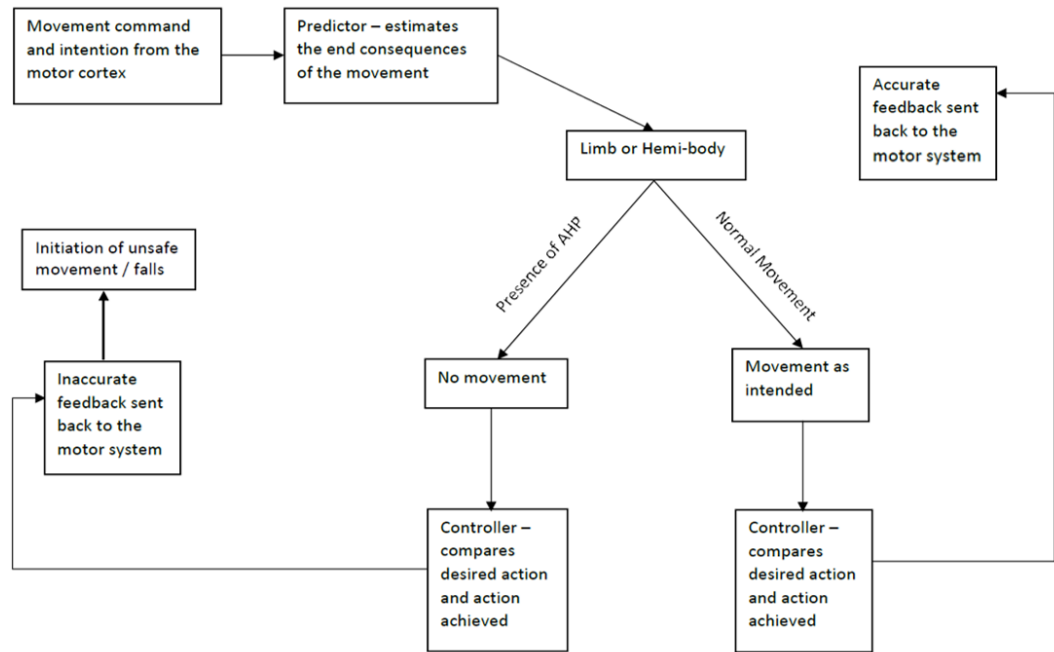 Movement command
and intention from the
motor cortex
Predictor – estimates
the end consequences
of the movement
Accurate
feedback sent
back to the
motor system
Limb or Hemi-body
Presence of AHP
Normal Movement
Initiation of unsafe
movement / falls
Inaccurate
feedback sent
back to the
motor system
No movement
Movement as
intended
Controller –
compares
desired action
and action
achieved
Controller –
compares
desired action
and action
achieved